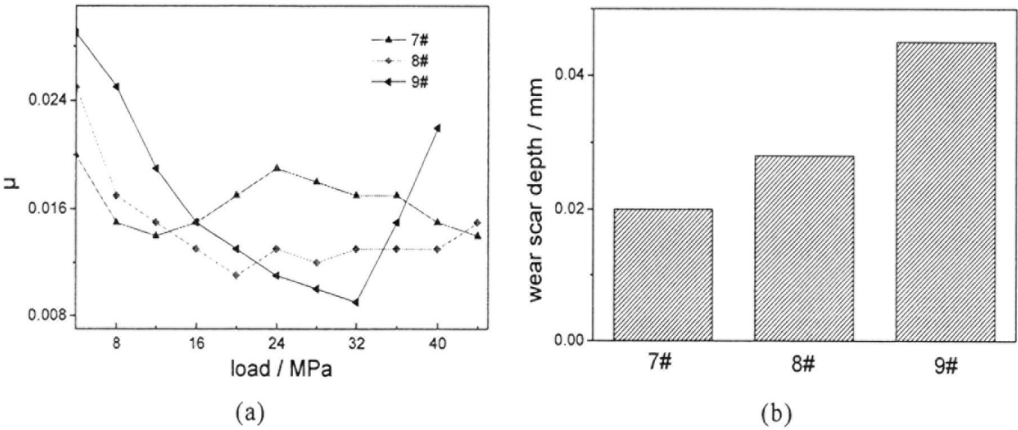 7#
8#
9#
0.024
0.016
0.008
μ
8 16 24 32 40
load / MPa
(a)
0.04
0.02
0.00
wear scar depth / mm
7# 8# 9#
(b)